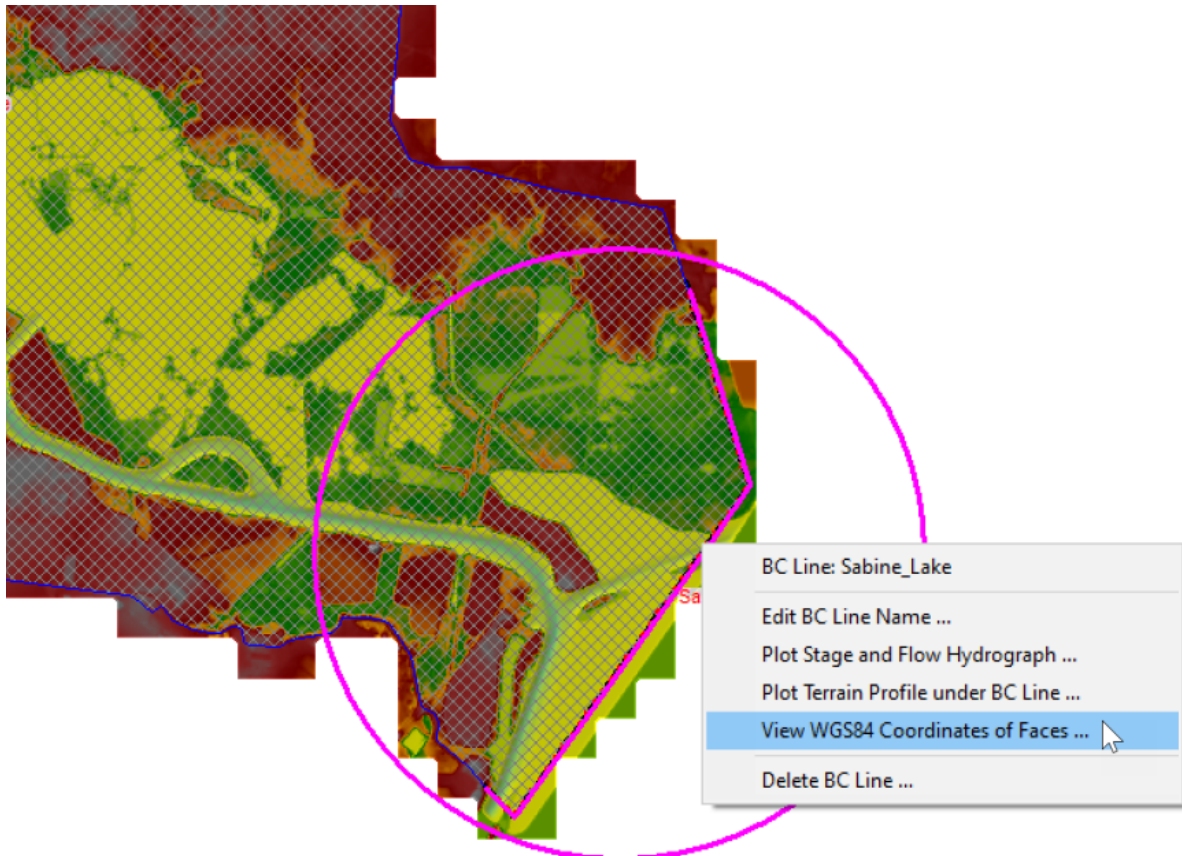 e
BC Line: Sabine_Lake
Edit BC Line Name ...
Sa
Plot Stage and Flow Hydrograph ...
Plot Terrain Profile under BC Line ...
View WGS84 Coordinates of Faces ...
Delete BC Line ...